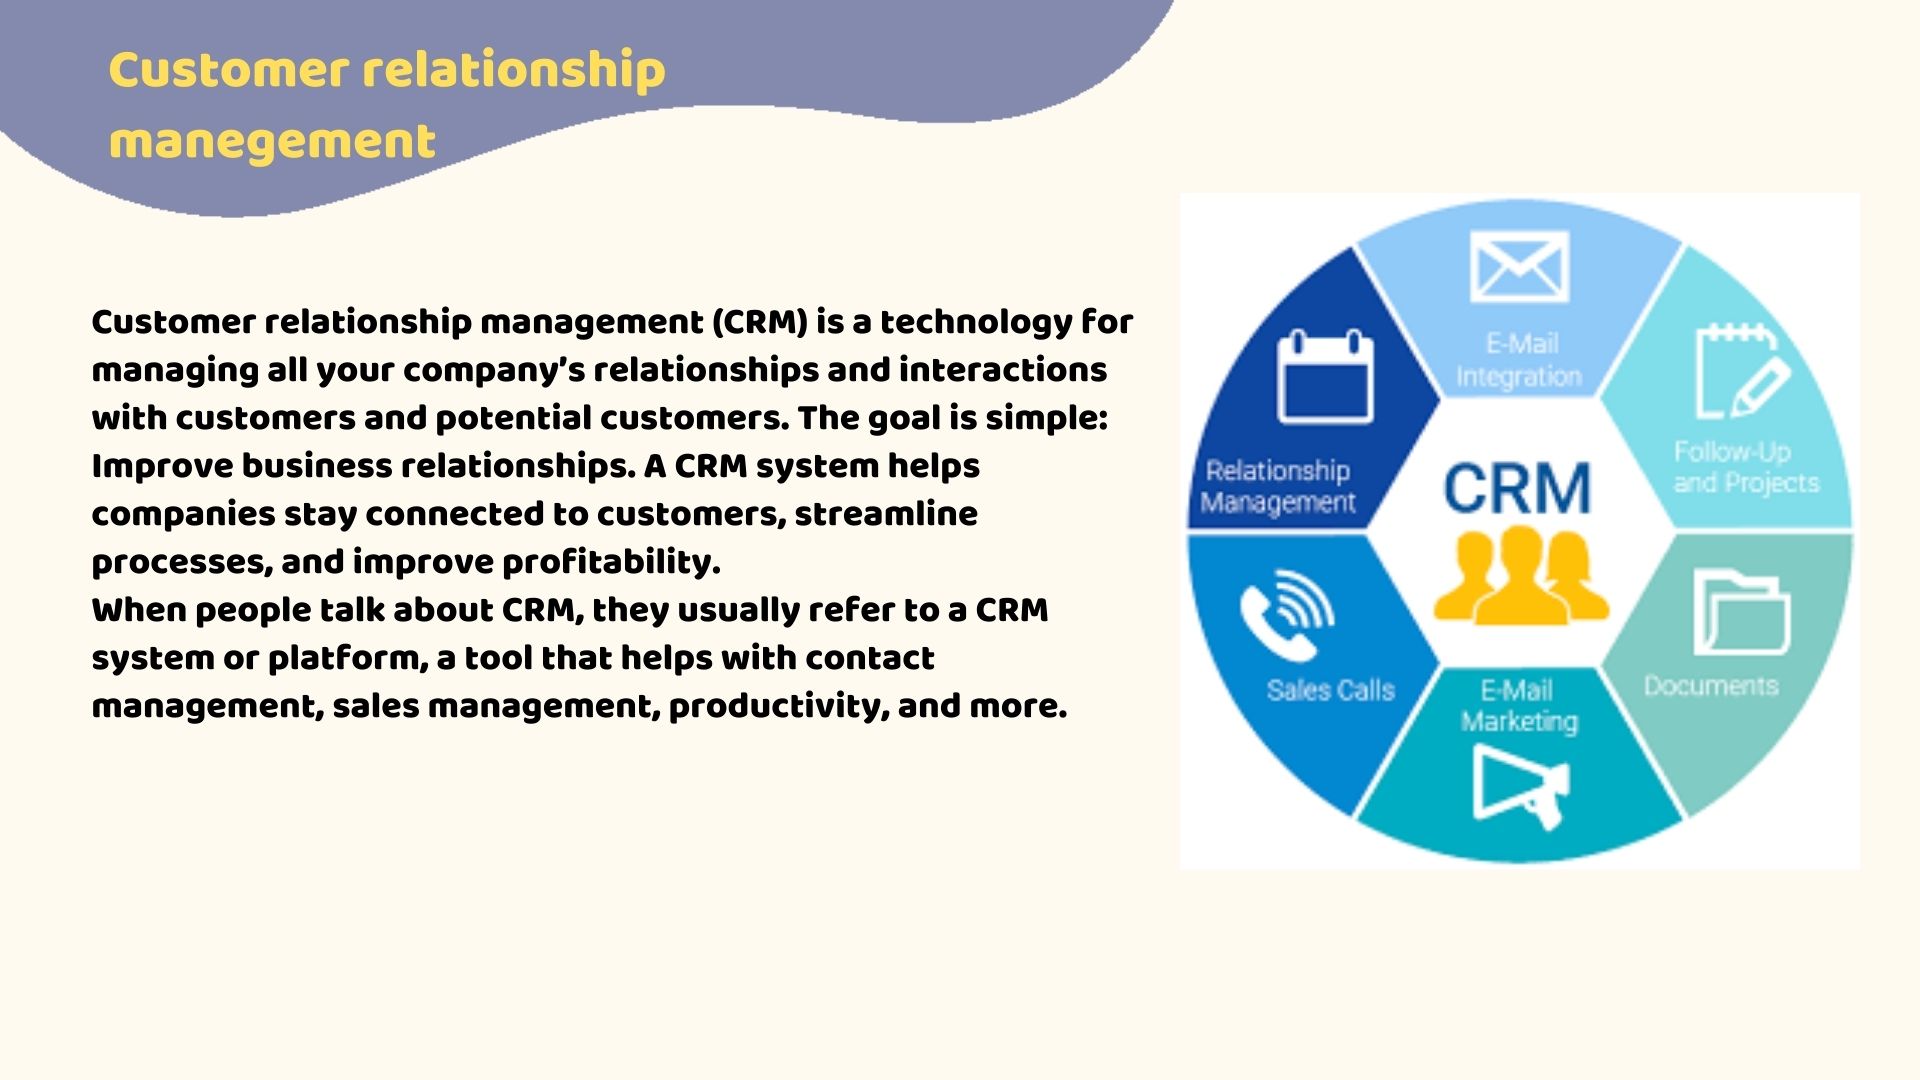 Customer relationship
manegement
Customer relationship management (CRM) is a technology for
managing all your company's relationships and interactions
with customers and potential customers. The goal is simple:
Improve business relationships. A CRM system helps
companies stay connected to customers, streamline
processes, and improve profitability.
When people talk about CRM, they usually refer to a CRM
system or platform, a tool that helps with contact
management, sales management, productivity, and more.
E-Mail
Integration
Follow-Up
and Projects
Relationship
Management
CRM
Sales Calls
E-Mail
Marketing
Documents